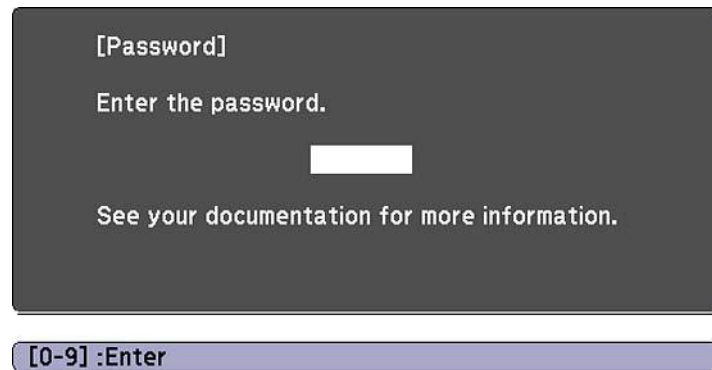 [Password]
Enter the password.
See your documentation for more information.
[0-9] :Enter